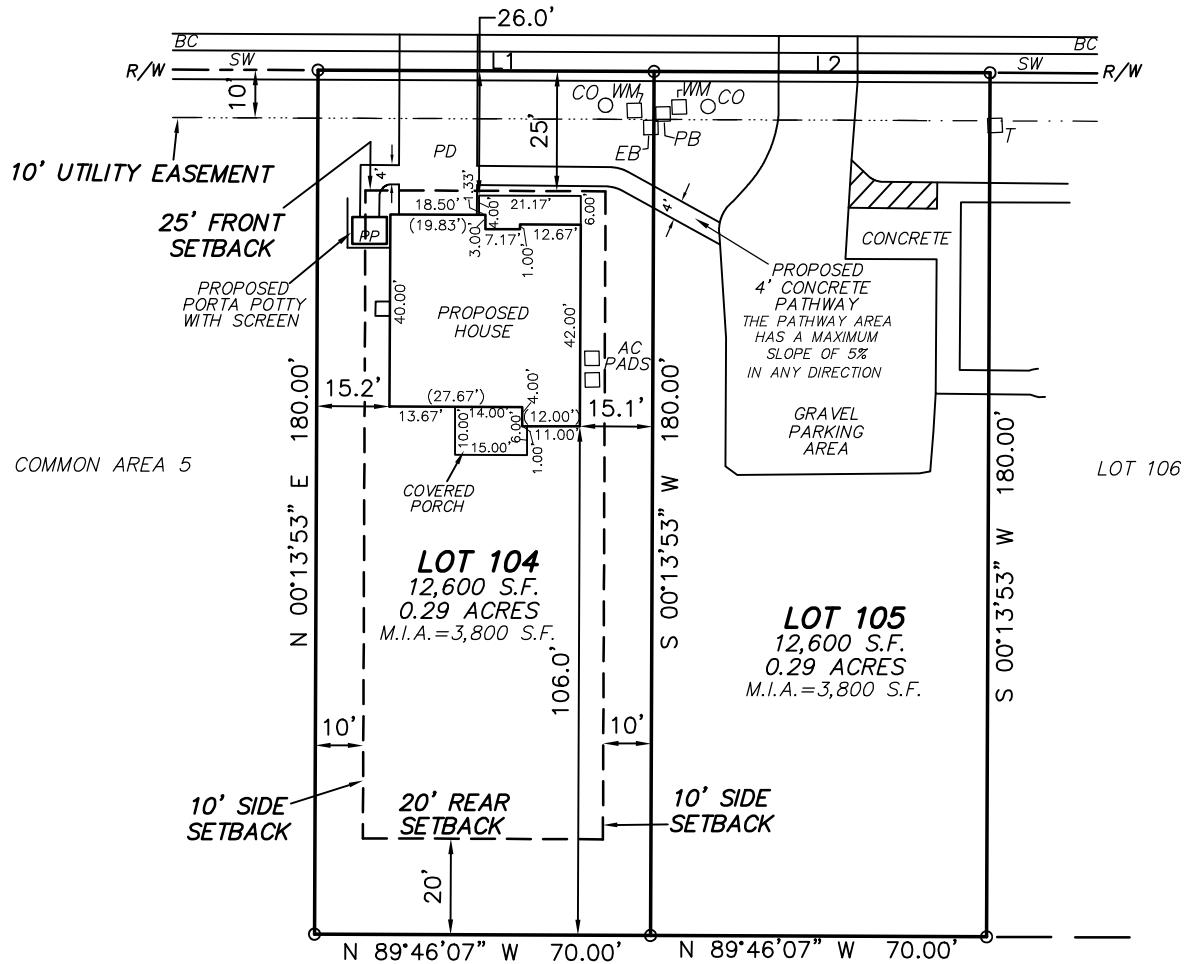 26.0'
BC
BC
SW
L1
L2
SW
R/W
R/W
10'
CO
WM
WM
CO
25'
EB
PB
T
PD
10' UTILITY EASEMENT
4'
1.33'
25' FRONT
SETBACK
18.50'
4.00'
21.17'
6.00'
4'
(19.83')
3.00'
7.17'
12.67'
1.00'
PP
CONCRETE
PROPOSED
PORTA POTTY
WITH SCREEN
PROPOSED
4' CONCRETE
PATHWAY
THE PATHWAY AREA
HAS A MAXIMUM
SLOPE OF 5%
IN ANY DIRECTION
40.00'
PROPOSED
HOUSE
42.00'
AC
PADS
15.2'
(27.67')
4.00'
13.67'
14.00'
(12.00')
15.1'
10.00'
6.00'
11.00'
15.00'
1.00'
GRAVEL
PARKING
AREA
COMMON AREA 5
LOT 106
COVERED
PORCH
N 00°13'53" E 180.00'
S 00°13'53" W 180.00'
S 00°13'53" W 180.00'
LOT 104
12,600 S.F.
0.29 ACRES
M.I.A.=3,800 S.F.
LOT 105
12,600 S.F.
0.29 ACRES
M.I.A.=3,800 S.F.
106.0'
10'
10'
10' SIDE
SETBACK
20' REAR
SETBACK
10' SIDE
SETBACK
20'
N 89°46'07" W 70.00'
N 89°46'07" W 70.00'